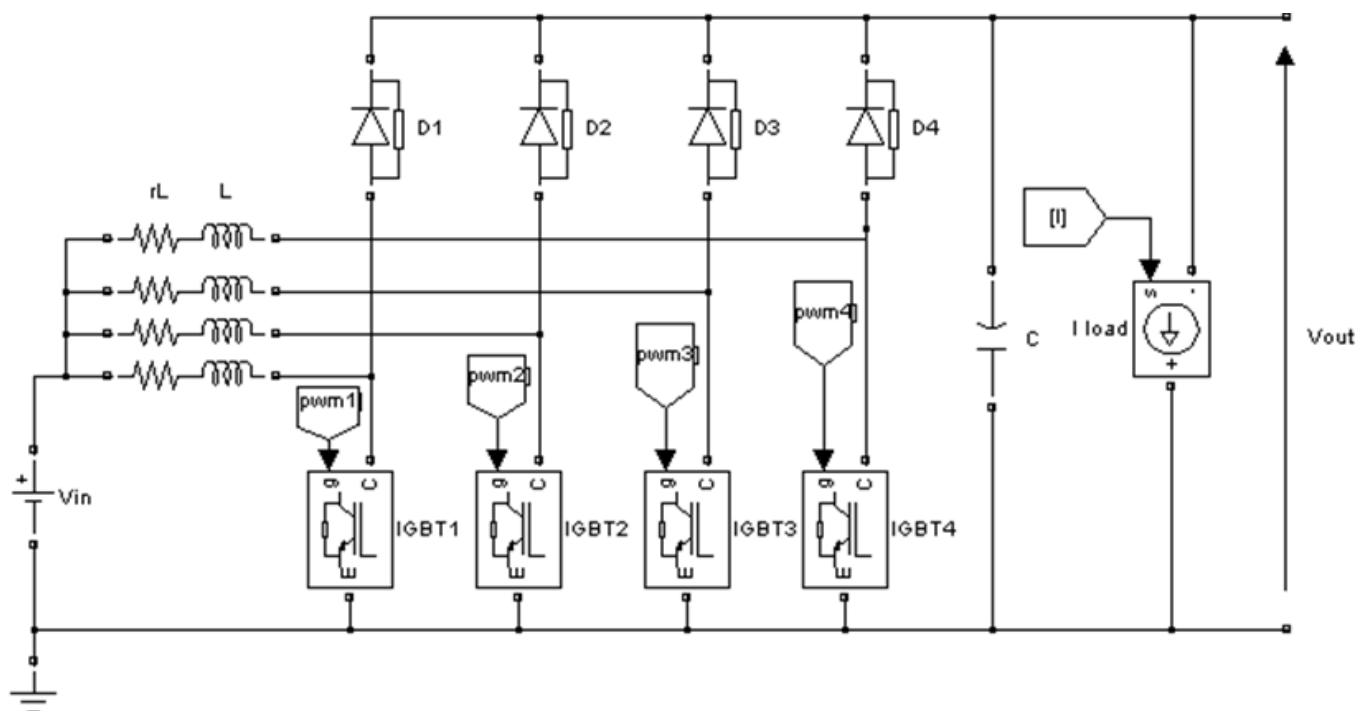 D1
D2
D3
D4
rL
L
[I]
pwm1
pwm2
pwm3
pwm4
s
-
I load
+
C
Vout
+
Vin
g
C
E
IGBT1
g
C
E
IGBT2
g
C
E
IGBT3
g
C
E
IGBT4